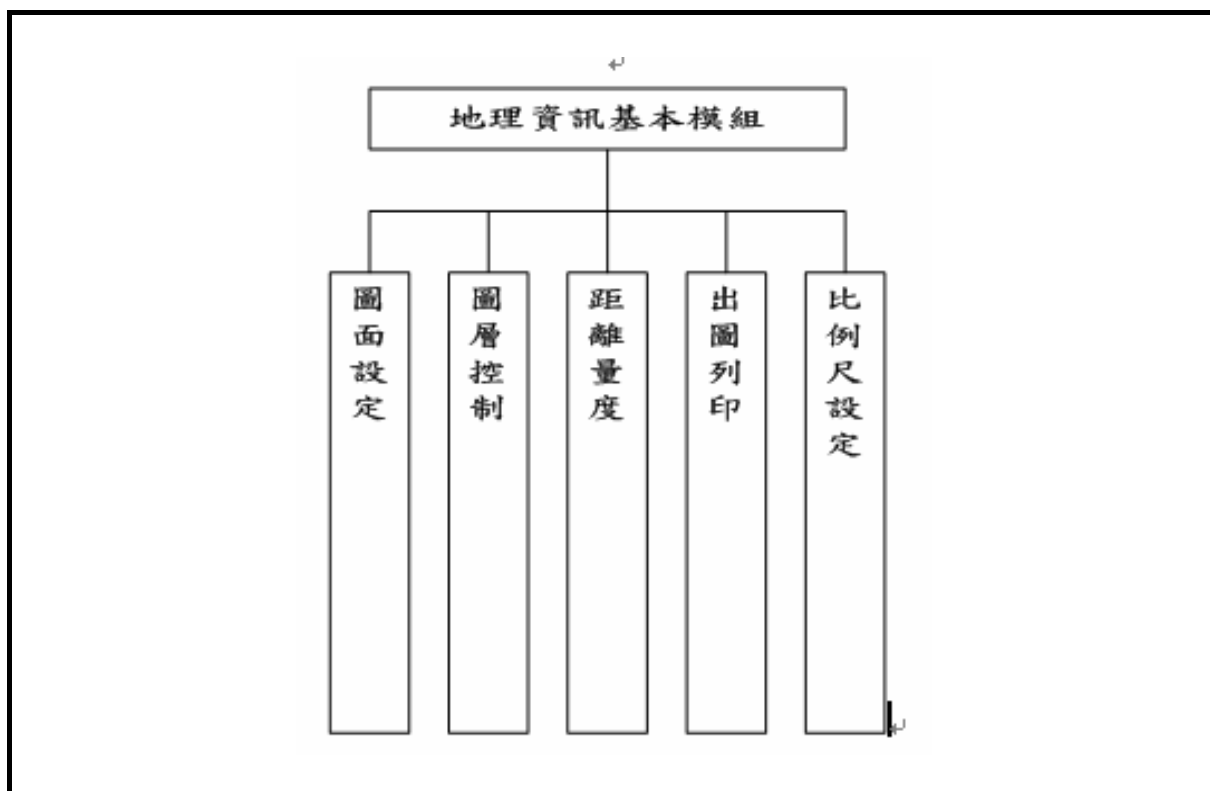 地理資訊基本模組
圖面設定
圖層控制
距離量度
出圖列印
比例尺設定